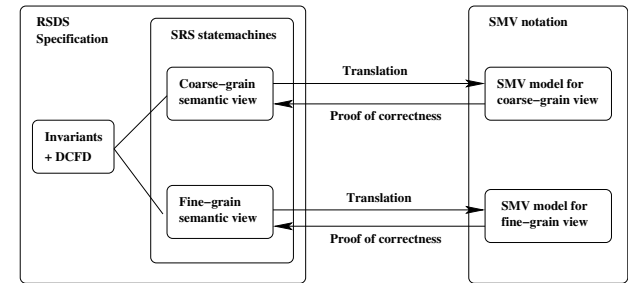 RSDS
Specification
SRS statemachines
SMV notation
Coarse−grain
semantic view
Translation
SMV model for
coarse−grain view
Proof of correctness
Invariants
+ DCFD
Fine−grain
semantic view
Translation
SMV model for
fine−grain view
Proof of correctness